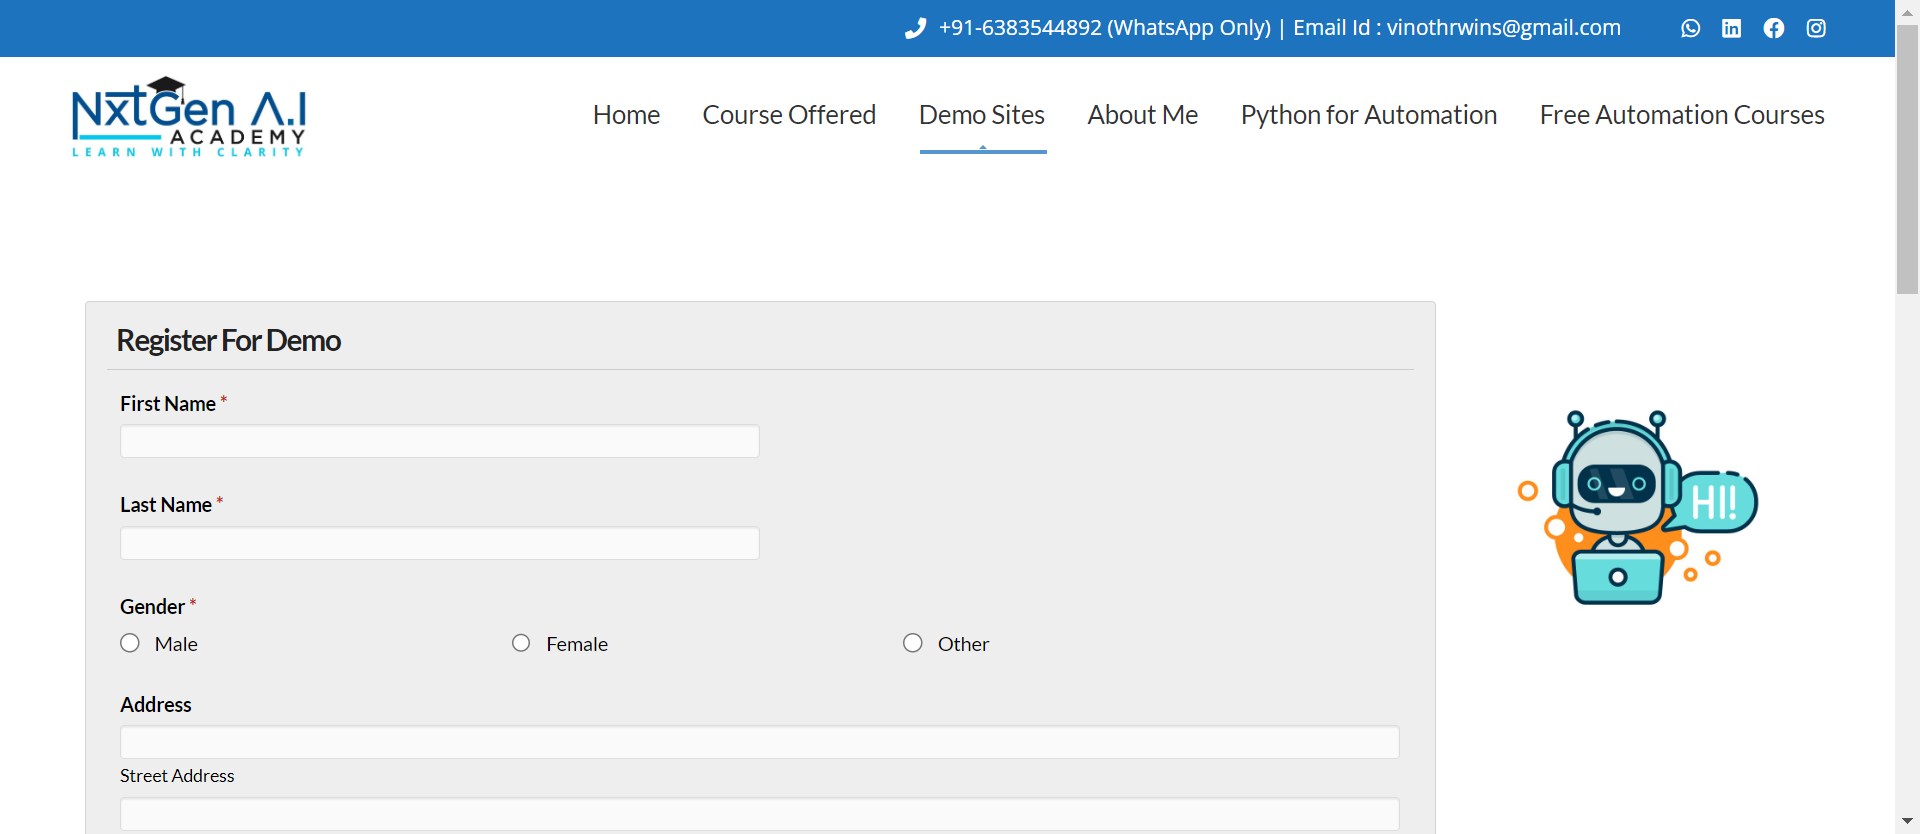 +91-6383544892 (WhatsApp Only) | Email Id : vinothrwins@gmail.com
NxtGen A.I
ACADEMY
LEARN WITH CLARITY
Home Course Offered Demo Sites About Me Python for Automation Free Automation Courses
Register For Demo
First Name *
Last Name *
Gender *
Male Female Other
HI!
Address
Street Address